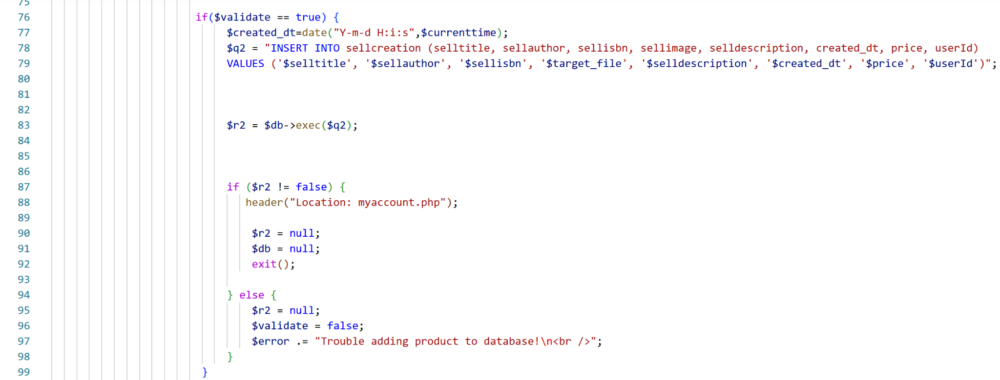 75
76 if($validate == true) {
77 $created_dt=date("Y-m-d H:i:s",$currenttime);
78 $q2 = "INSERT INTO sellcreation (selltitle, sellauthor, sellisbn, sellimage, selldescription, created_dt, price, userId)
79 VALUES ('$selltitle', '$sellauthor', '$sellisbn', '$target_file', '$selldescription', '$created_dt', '$price', '$userId')";
80
81
82
83 $r2 = $db->exec($q2);
84
85
86
87 if ($r2 != false) {
88 header("Location: myaccount.php");
89
90 $r2 = null;
91 $db = null;
92 exit();
93
94 } else {
95 $r2 = null;
96 $validate = false;
97 $error .= "Trouble adding product to database!\n<br />";
98 }
99 }